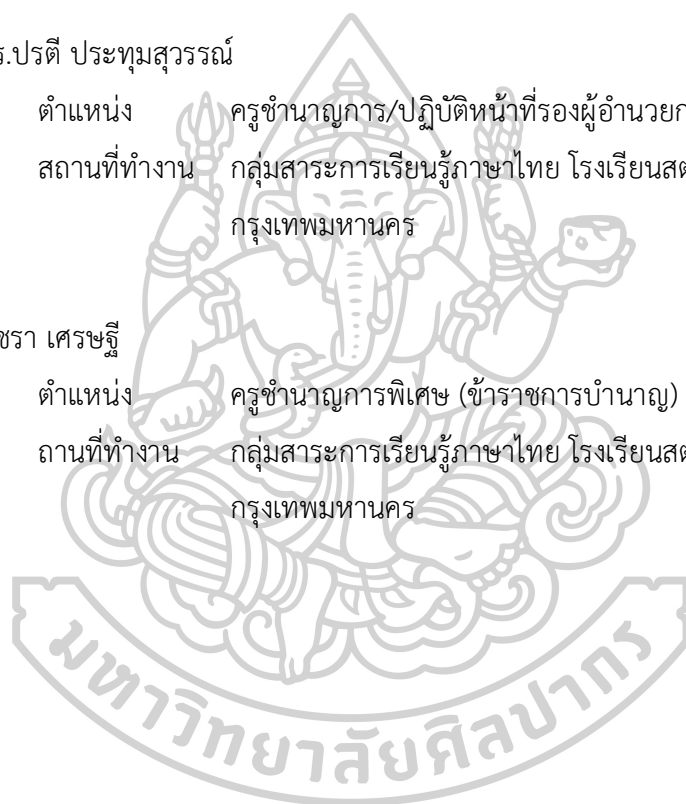 ร.ปรตี ประทุมสุวรรณ์
ตำแหน่ง ครูชำนาญการ/ปฏิบัติหน้าที่รองผู้อำนวยก
สถานที่ทำงาน กลุ่มสาระการเรียนรู้ภาษาไทย โรงเรียนสต
กรุงเทพมหานคร
ชรา เศรษฐี
ตำแหน่ง ครูชำนาญการพิเศษ (ข้าราชการบำนาญ)
ถานที่ทำงาน กลุ่มสาระการเรียนรู้ภาษาไทย โรงเรียนสต
กรุงเทพมหานคร
มหาวิทยาลัยศิลปากร